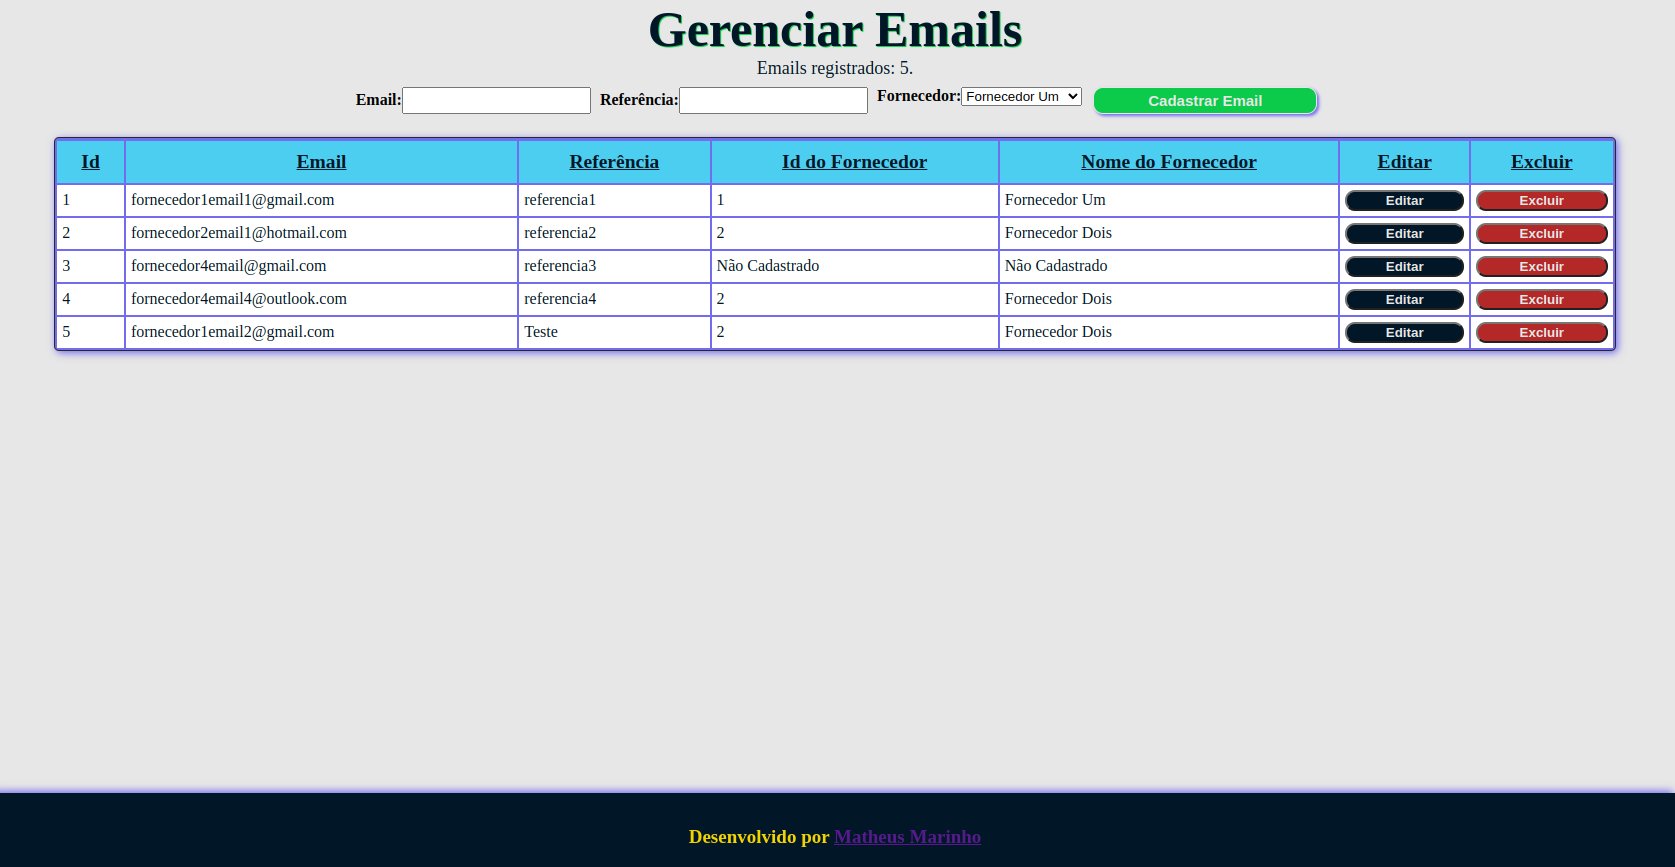 Gerenciar Emails
Emails registrados: 5.
Email: Referência: Fornecedor: Fornecedor Um Cadastrar Email
Id Email Referência Id do Fornecedor Nome do Fornecedor Editar Excluir
1 fornecedor1email1@gmail.com referencia1 1 Fornecedor Um Editar Excluir
2 fornecedor2email1@hotmail.com referencia2 2 Fornecedor Dois Editar Excluir
3 fornecedor4email@gmail.com referencia3 Não Cadastrado Não Cadastrado Editar Excluir
4 fornecedor4email4@outlook.com referencia4 2 Fornecedor Dois Editar Excluir
5 fornecedor1email2@gmail.com Teste 2 Fornecedor Dois Editar Excluir
Desenvolvido por Matheus Marinho